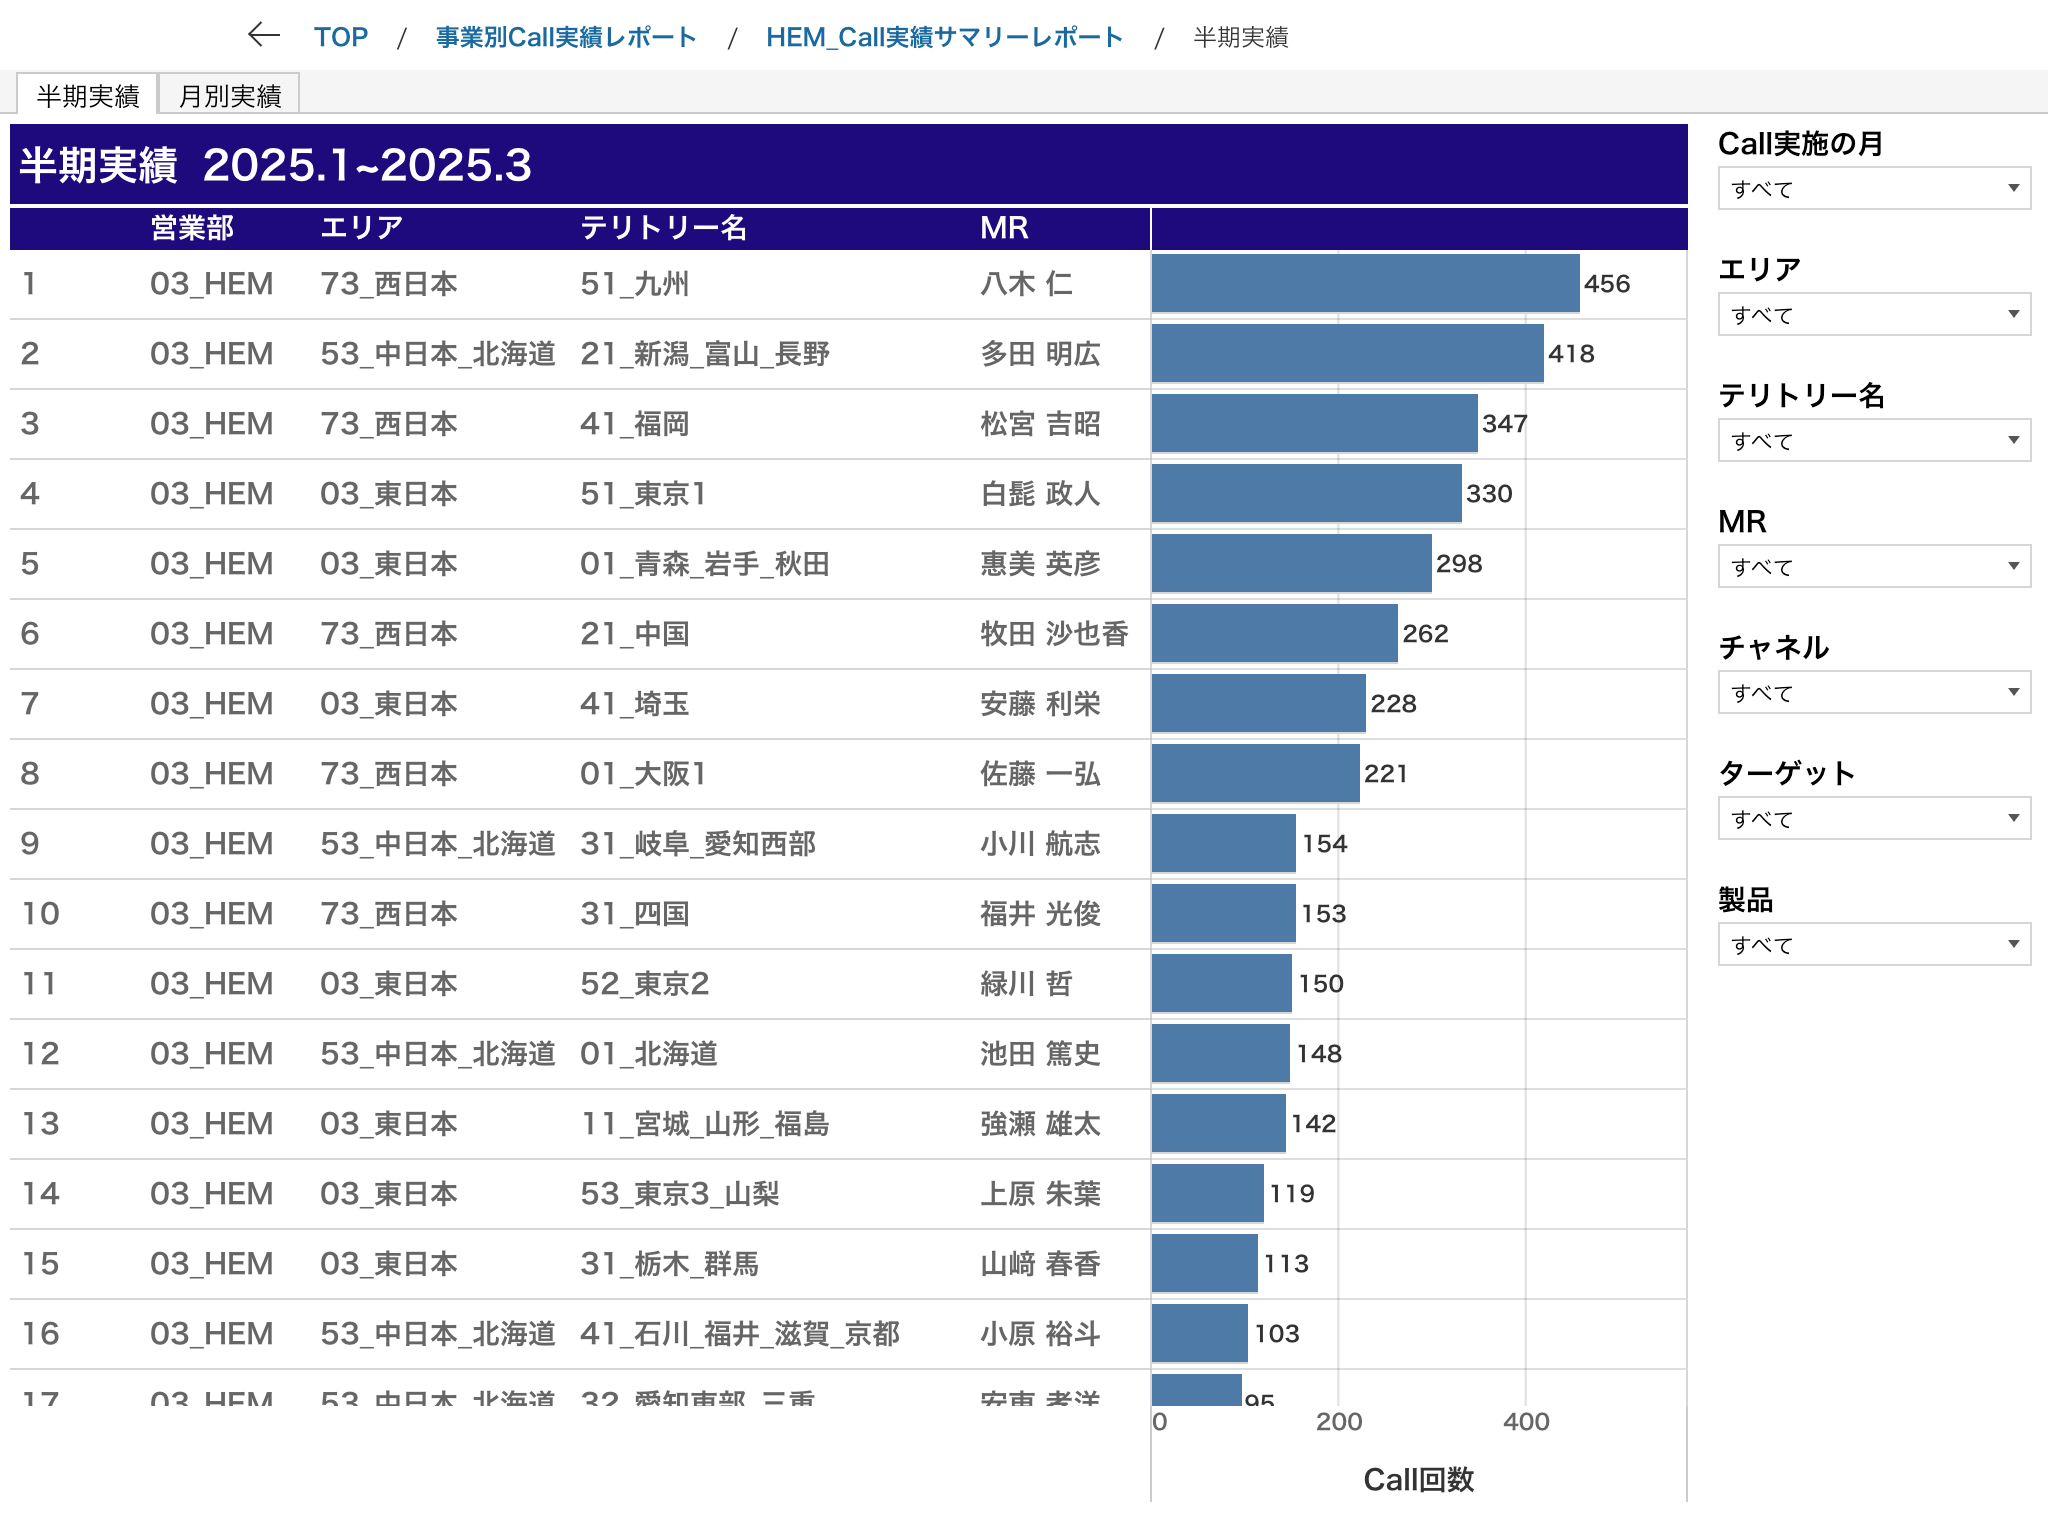 ← TOP / 事業別Call実績レポート / HEM_Call実績サマリーレポート / 半期実績
半期実績 月別実績
半期実績 2025.1~2025.3
営業部 エリア テリトリー名 MR
1 03_HEM 73_西日本 51_九州 八木 仁 456
2 03_HEM 53_中日本_北海道 21_新潟_富山_長野 多田 明広 418
3 03_HEM 73_西日本 41_福岡 松宮 吉昭 347
4 03_HEM 03_東日本 51_東京1 白髭 政人 330
5 03_HEM 03_東日本 01_青森_岩手_秋田 恵美 英彦 298
6 03_HEM 73_西日本 21_中国 牧田 沙也香 262
7 03_HEM 03_東日本 41_埼玉 安藤 利栄 228
8 03_HEM 73_西日本 01_大阪1 佐藤 一弘 221
9 03_HEM 53_中日本_北海道 31_岐阜_愛知西部 小川 航志 154
10 03_HEM 73_西日本 31_四国 福井 光俊 153
11 03_HEM 03_東日本 52_東京2 緑川 哲 150
12 03_HEM 53_中日本_北海道 01_北海道 池田 篤史 148
13 03_HEM 03_東日本 11_宮城_山形_福島 強瀬 雄太 142
14 03_HEM 03_東日本 53_東京3_山梨 上原 朱葉 119
15 03_HEM 03_東日本 31_栃木_群馬 山﨑 春香 113
16 03_HEM 53_中日本_北海道 41_石川_福井_滋賀_京都 小原 裕斗 103
17 03_HEM 53_中日本_北海道 32_愛知東部_三重 95
0 200 400
Call回数
Call実施の月
すべて
エリア
すべて
テリトリー名
すべて
MR
すべて
チャネル
すべて
ターゲット
すべて
製品
すべて